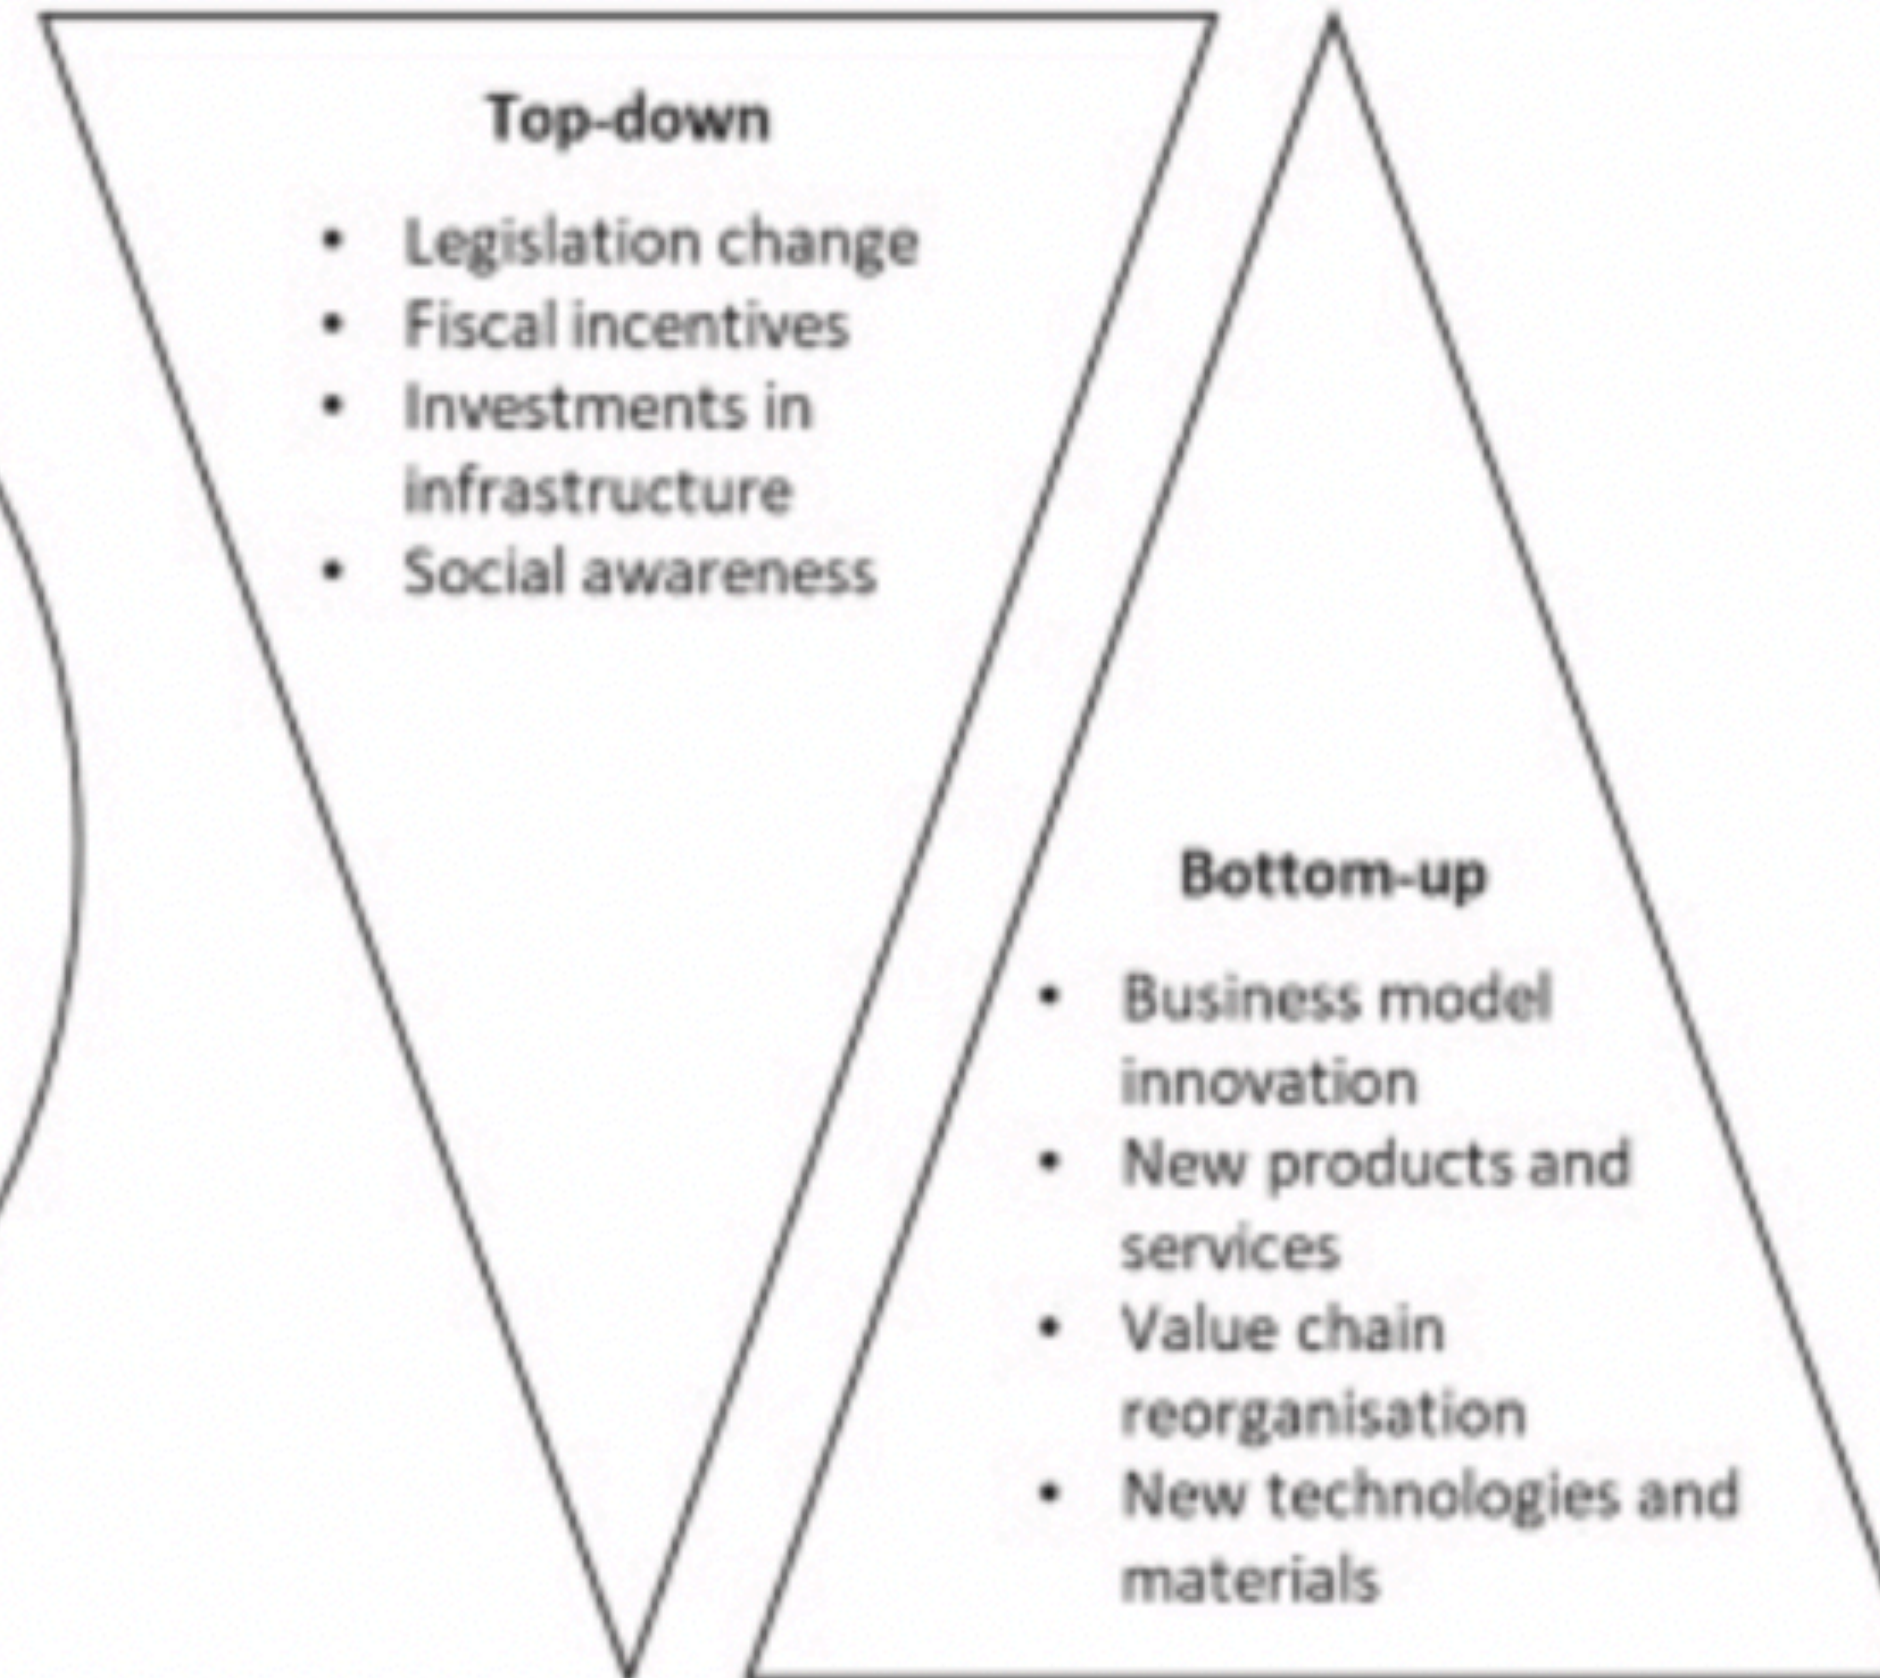 Top-down
• Legislation change
• Fiscal incentives
• Investments in
infrastructure
• Social awareness
Bottom-up
• Business model
innovation
• New products and
services
• Value chain
reorganisation
• New technologies and
materials